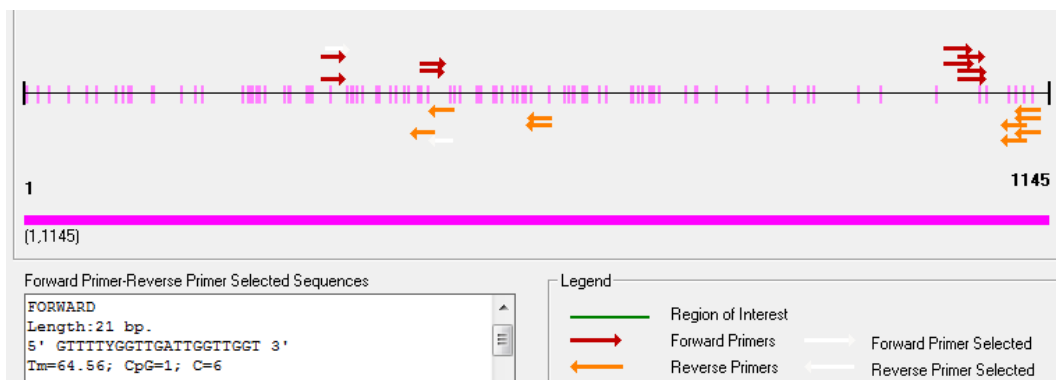 1
1145
(1,1145)
Forward Primer-Reverse Primer Selected Sequences
FORWARD
Length:21 bp.
5' GTTTTYGGTTGATTGGTTGGT 3'
Tm=64.56; CpG=1; C=6
Legend
Region of Interest
Forward Primers
Forward Primer Selected
Reverse Primers
Reverse Primer Selected